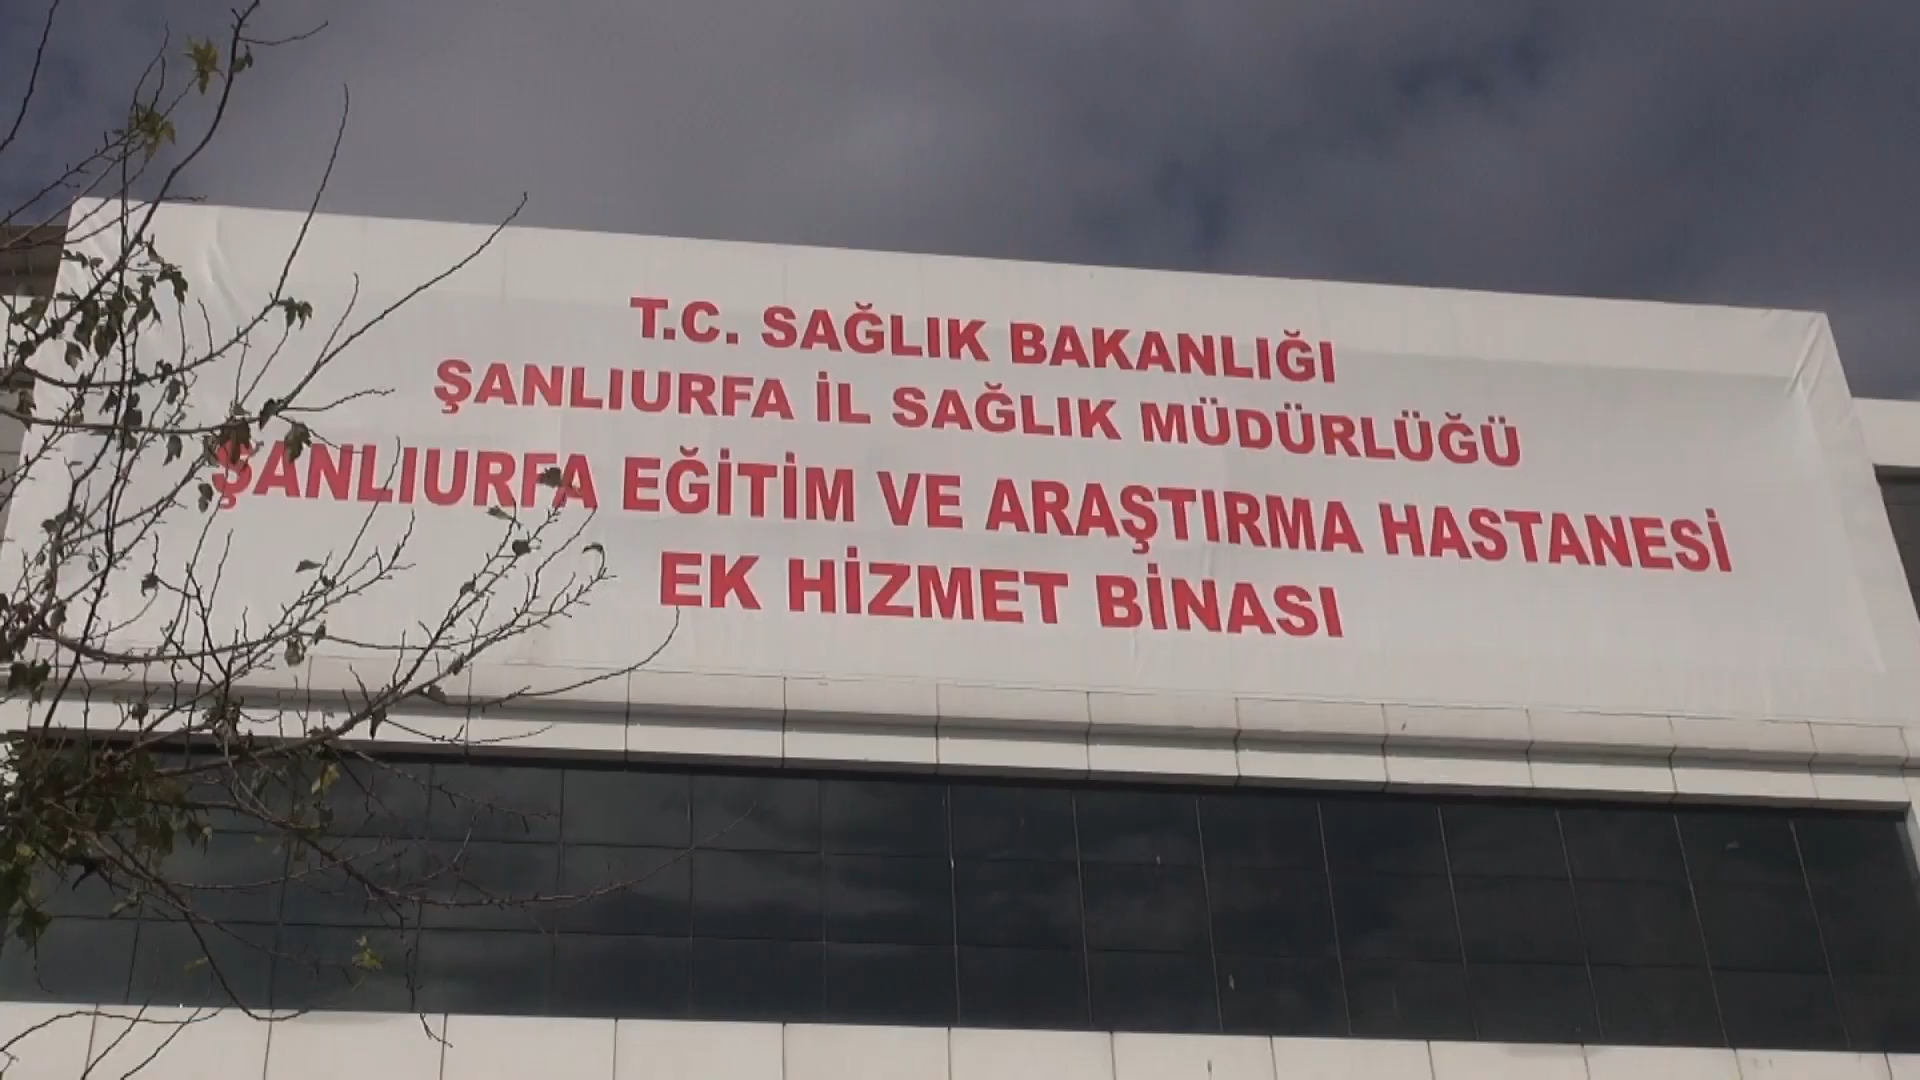 T.C. SAĞLIK BAKANLIĞI
ŞANLIURFA İL SAĞLIK MÜDÜRLÜĞÜ
ŞANLIURFA EĞİTİM VE ARAŞTIRMA HASTANESİ
EK HİZMET BİNASI